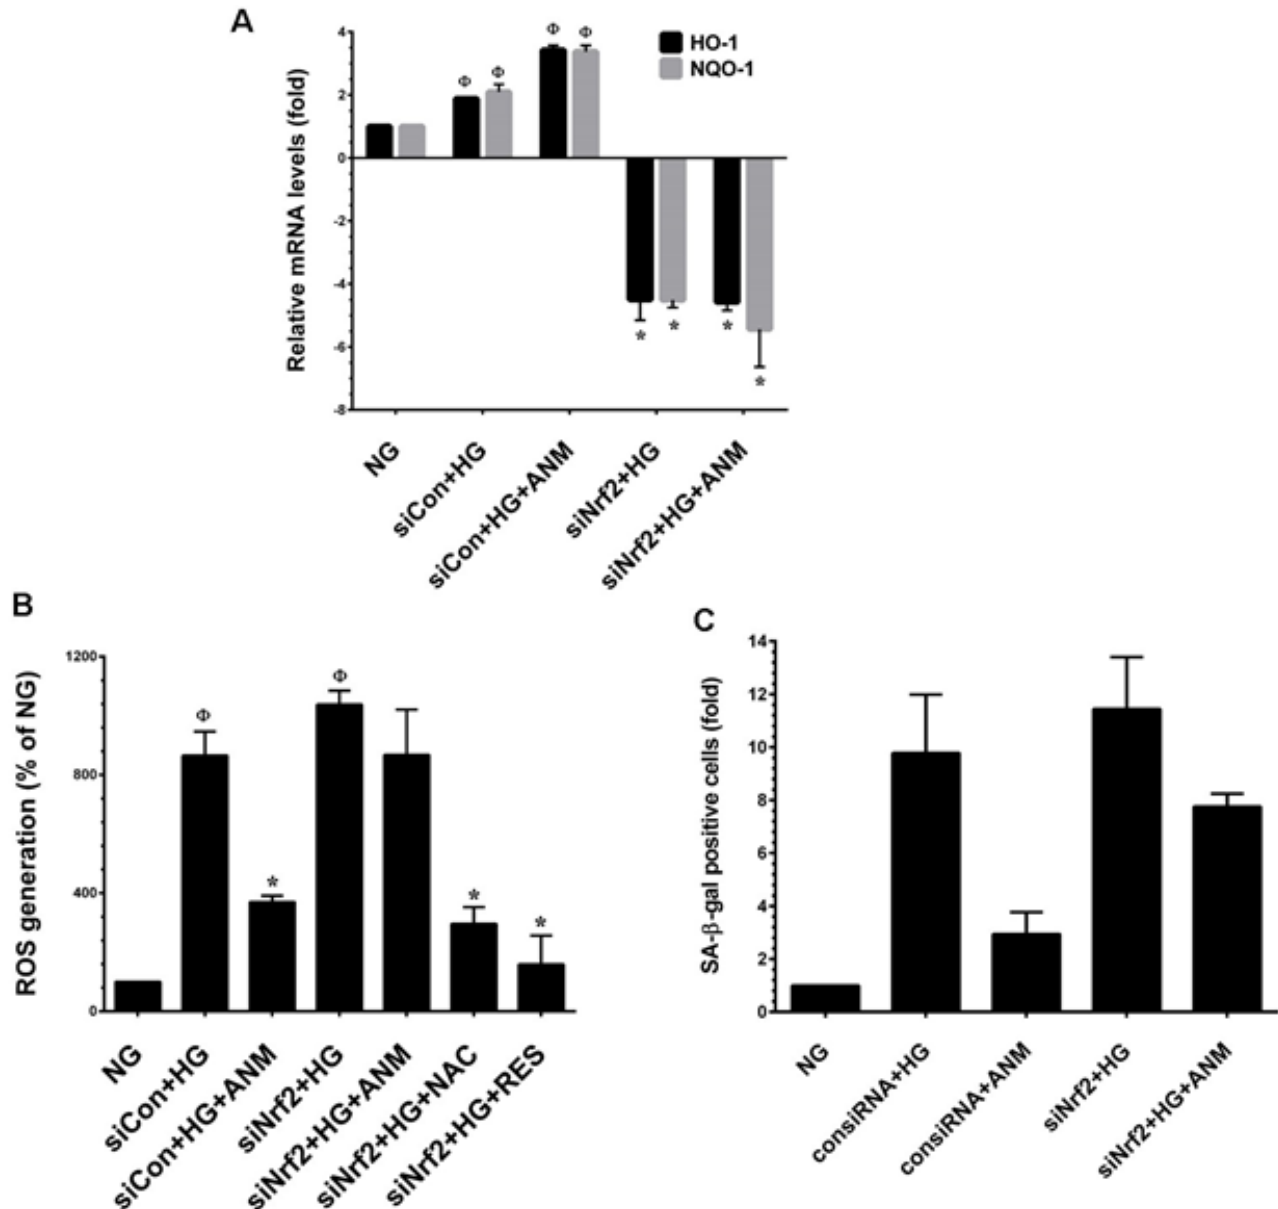 A
Relative mRNA levels (fold)
4
2
0
-2
-4
-6
-8
Φ Φ Φ Φ
* * * *
HO-1
NQO-1
NG
siCon+HG
siCon+HG+ANM
siNrf2+HG
siNrf2+HG+ANM
B
ROS generation (% of NG)
1200
800
400
0
Φ * Φ * *
NG
siCon+HG
siCon+HG+ANM
siNrf2+HG
siNrf2+HG+ANM
siNrf2+HG+NAC
siNrf2+HG+RES
C
SA-β-gal positive cells (fold)
14
12
10
8
6
4
2
0
NG
consiRNA+HG
consiRNA+ANM
siNrf2+HG
siNrf2+HG+ANM